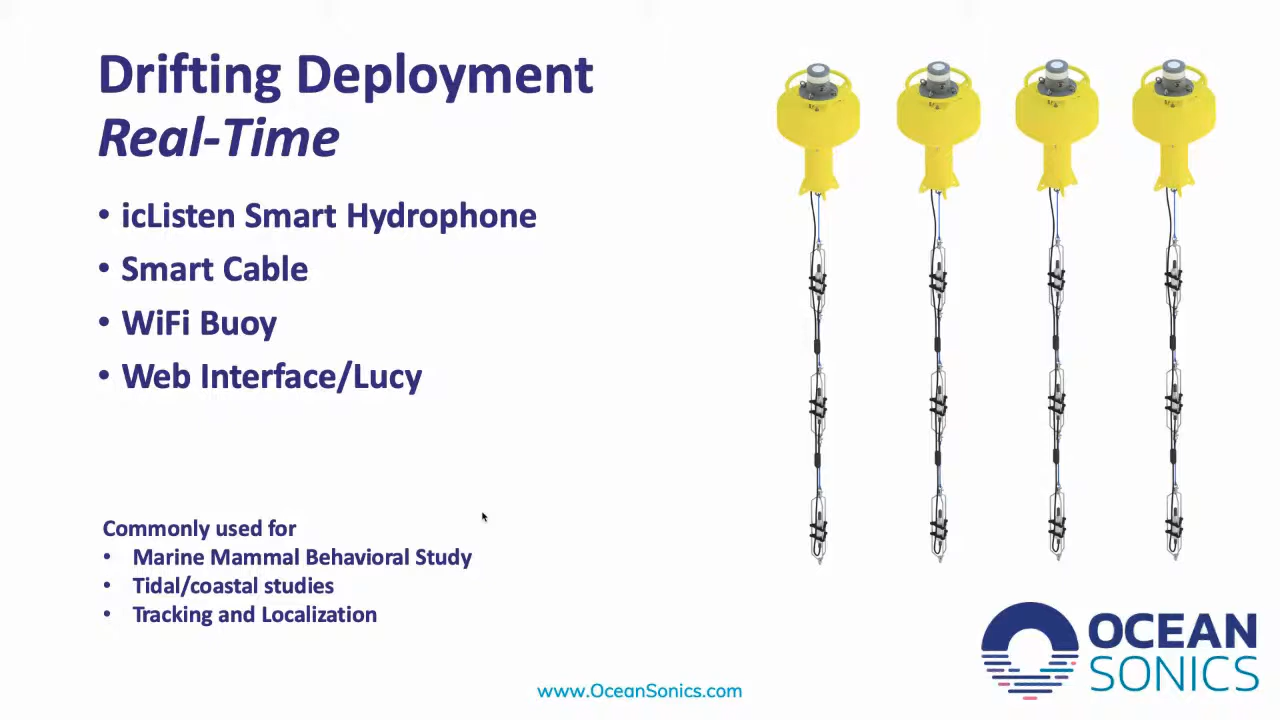 Drifting Deployment
Real-Time
• icListen Smart Hydrophone
• Smart Cable
• WiFi Buoy
• Web Interface/Lucy
Commonly used for
• Marine Mammal Behavioral Study
• Tidal/coastal studies
• Tracking and Localization
OCEAN
SONICS
www.OceanSonics.com